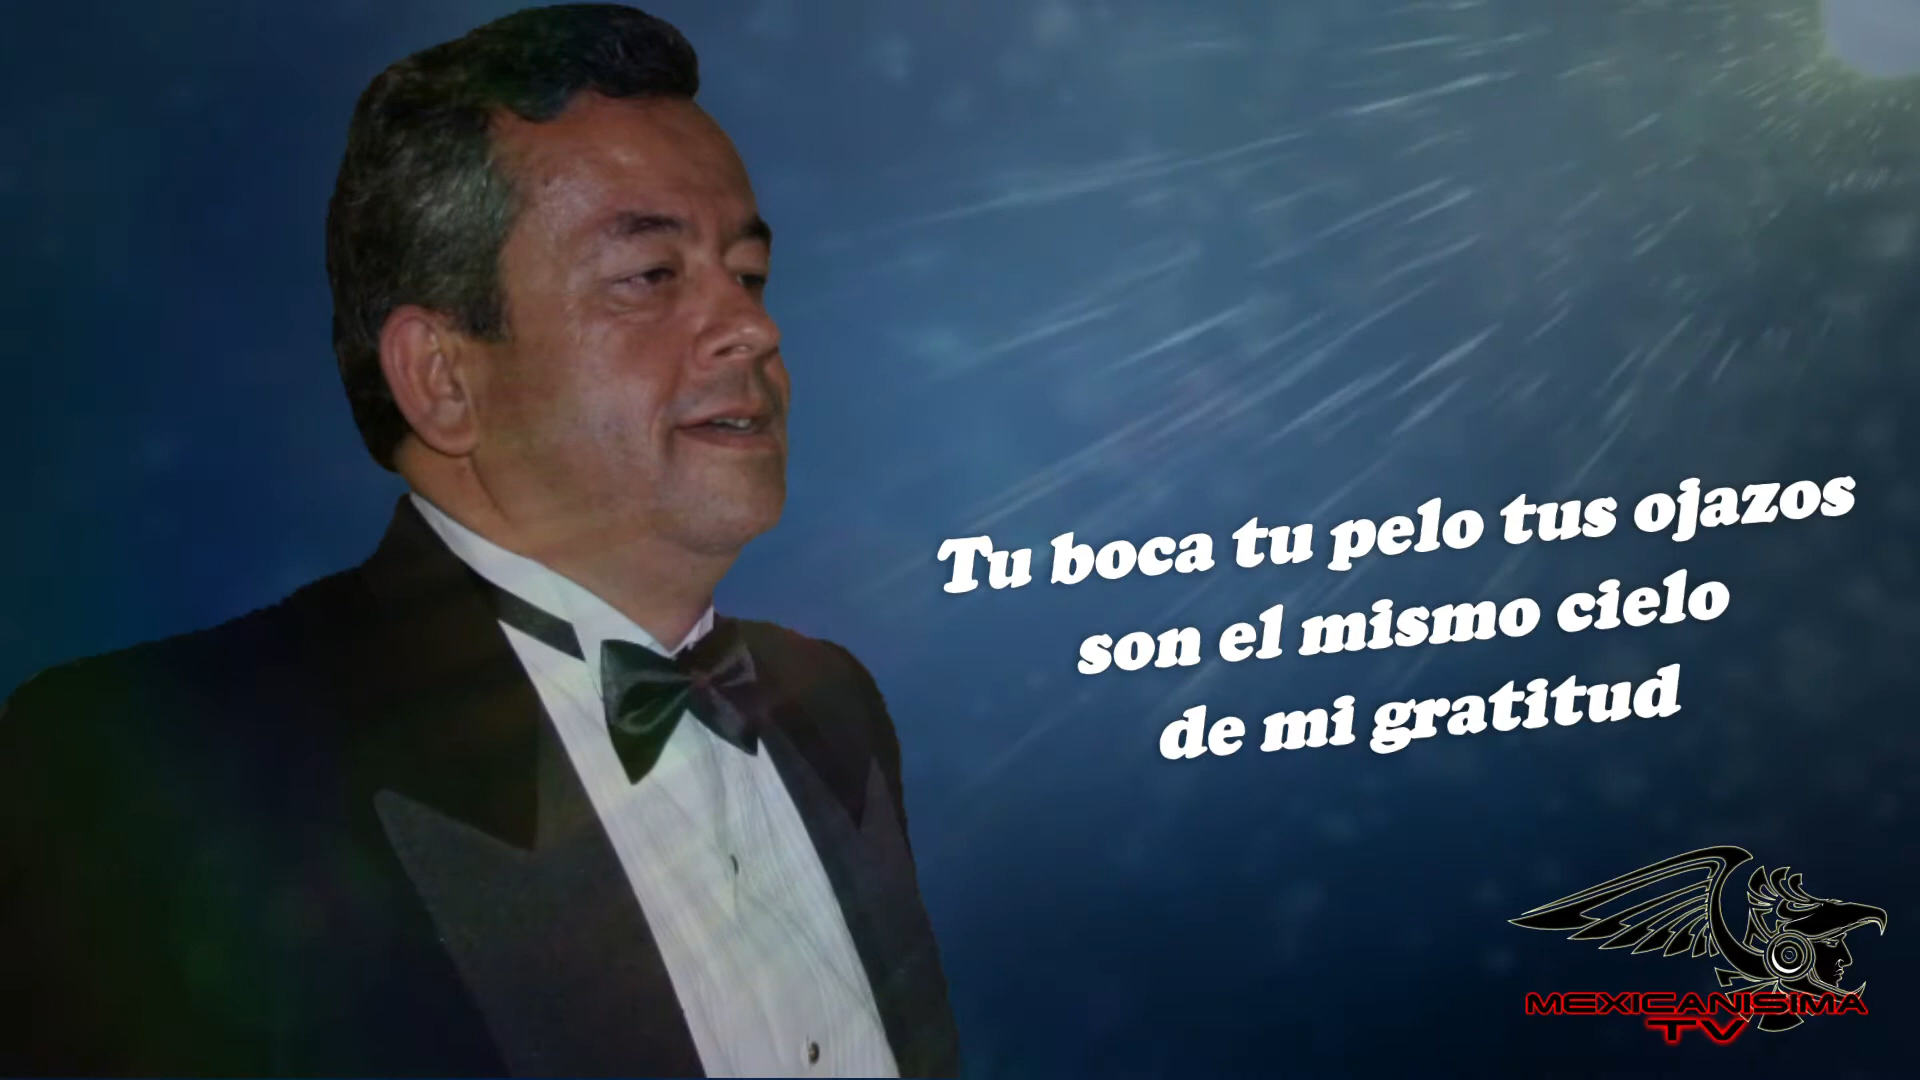 Tu boca tu pelo tus ojazos
son el mismo cielo
de mi gratitud
MEXICANISIMA
TV